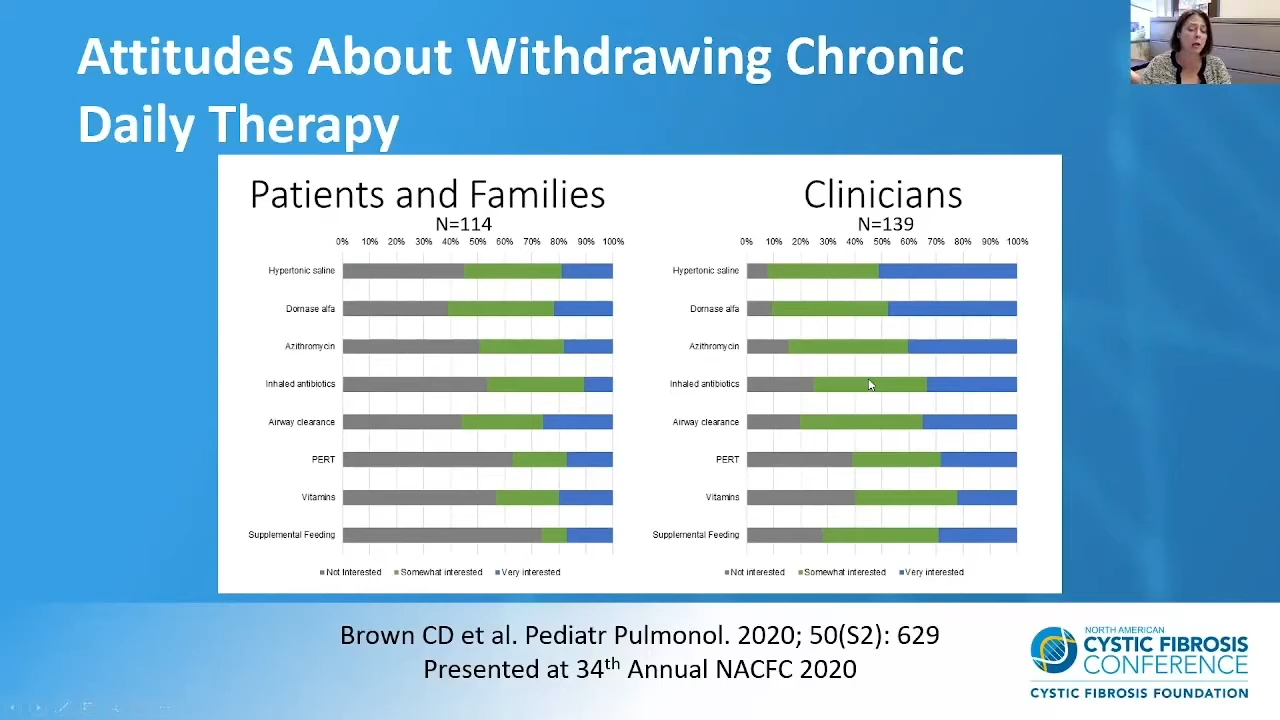 Attitudes About Withdrawing Chronic
Daily Therapy
Patients and Families
N=114
0% 10% 20% 30% 40% 50% 60% 70% 80% 90% 100%
Hypertonic saline
Dornase alfa
Azithromycin
Inhaled antibiotics
Airway clearance
PERT
Vitamins
Supplemental Feeding
Not Interested Somewhat interested Very interested
Clinicians
N=139
0% 10% 20% 30% 40% 50% 60% 70% 80% 90% 100%
Hypertonic saline
Dornase alfa
Azithromycin
Inhaled antibiotics
Airway clearance
PERT
Vitamins
Supplemental Feeding
Not interested Somewhat interested Very interested
Brown CD et al. Pediatr Pulmonol. 2020; 50(S2): 629
Presented at 34th Annual NACFC 2020
NORTH AMERICAN
CYSTIC FIBROSIS
CONFERENCE
CYSTIC FIBROSIS FOUNDATION